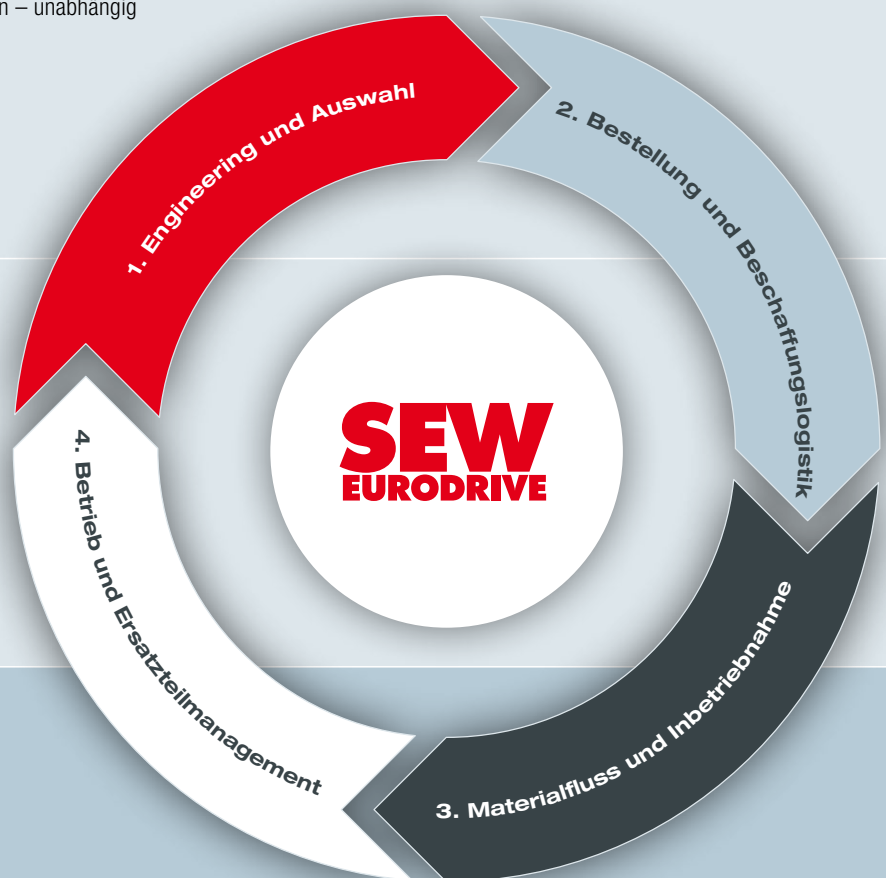 n – unabhängig
1. Engineering und Auswahl
2. Bestellung und Beschaffungslogistik
SEW
EURODRIVE
3. Materialfluss und Inbetriebnahme
4. Betrieb und Ersatzteilmanagement